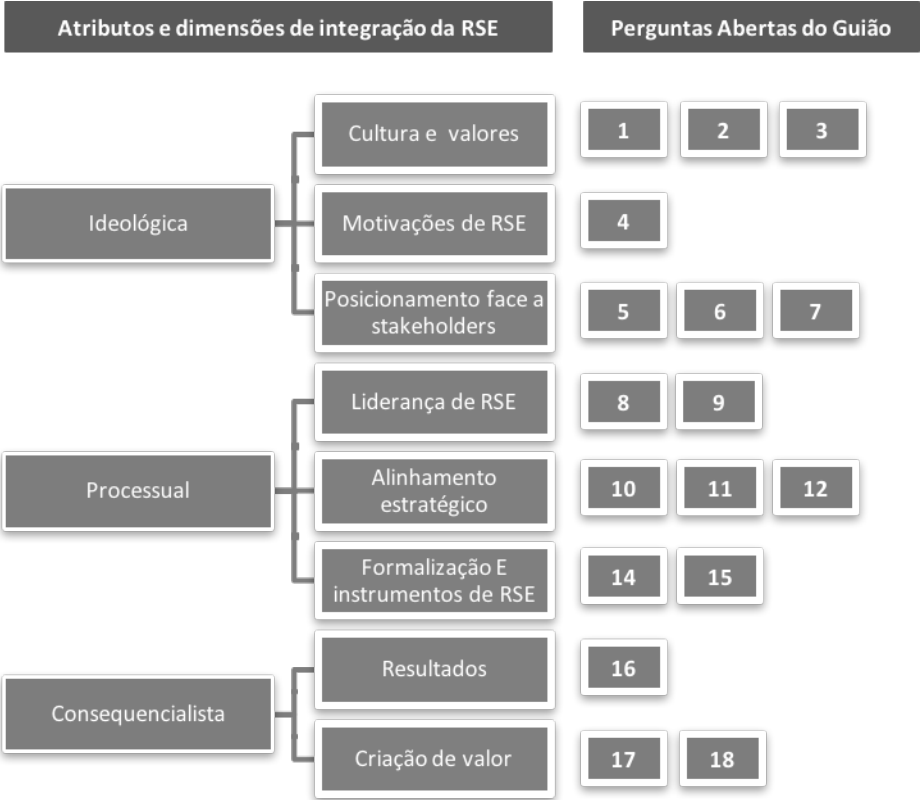 Atributos e dimensões de integração da RSE
Perguntas Abertas do Guião
Ideológica
Cultura e valores
1 2 3
Motivações de RSE
4
Posicionamento face a
stakeholders
5 6 7
Processual
Liderança de RSE
8 9
Alinhamento
estratégico
10 11 12
Formalização E
instrumentos de RSE
14 15
Consequencialista
Resultados
16
Criação de valor
17 18